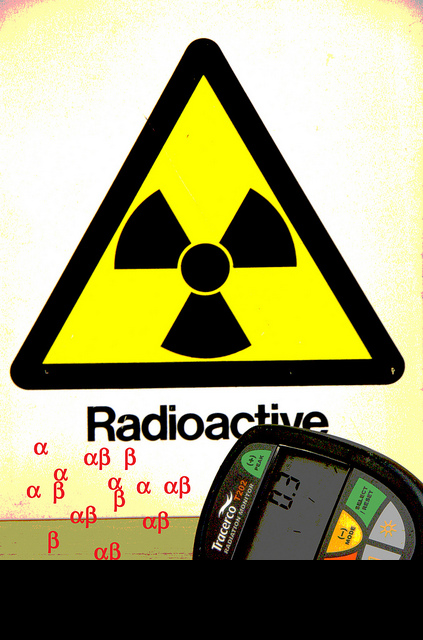 Radioactive
α
αβ β
α
α β
α
β
α
αβ
αβ
αβ
β
αβ
(+)
PEAK
0.3
SELECT
/ RESET
(−)
MODE
Tracerco T202
RADIATION MONITOR